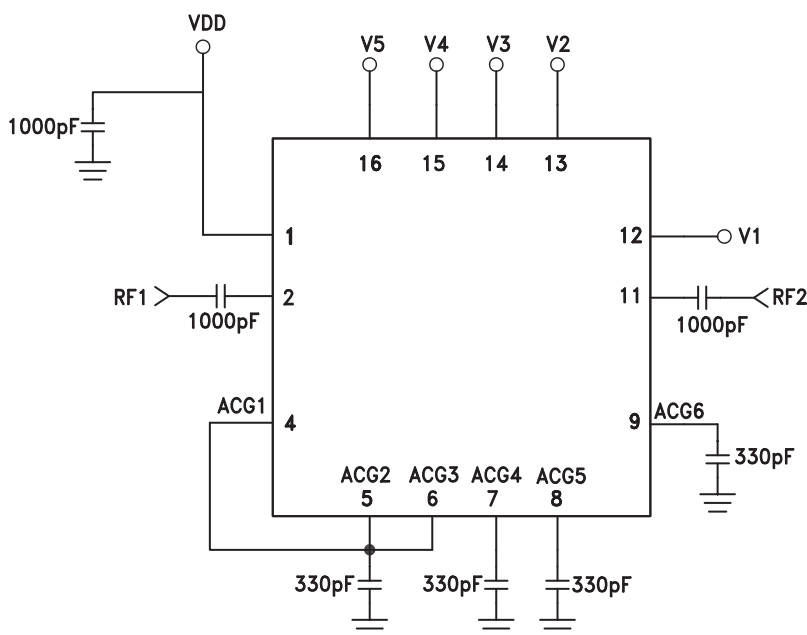 VDD
V5 V4 V3 V2
1000pF
16 15 14 13
1
12 V1
RF1
2
11
RF2
1000pF
1000pF
ACG1
4
9
ACG6
330pF
ACG2 ACG3 ACG4 ACG5
5 6 7 8
330pF 330pF 330pF